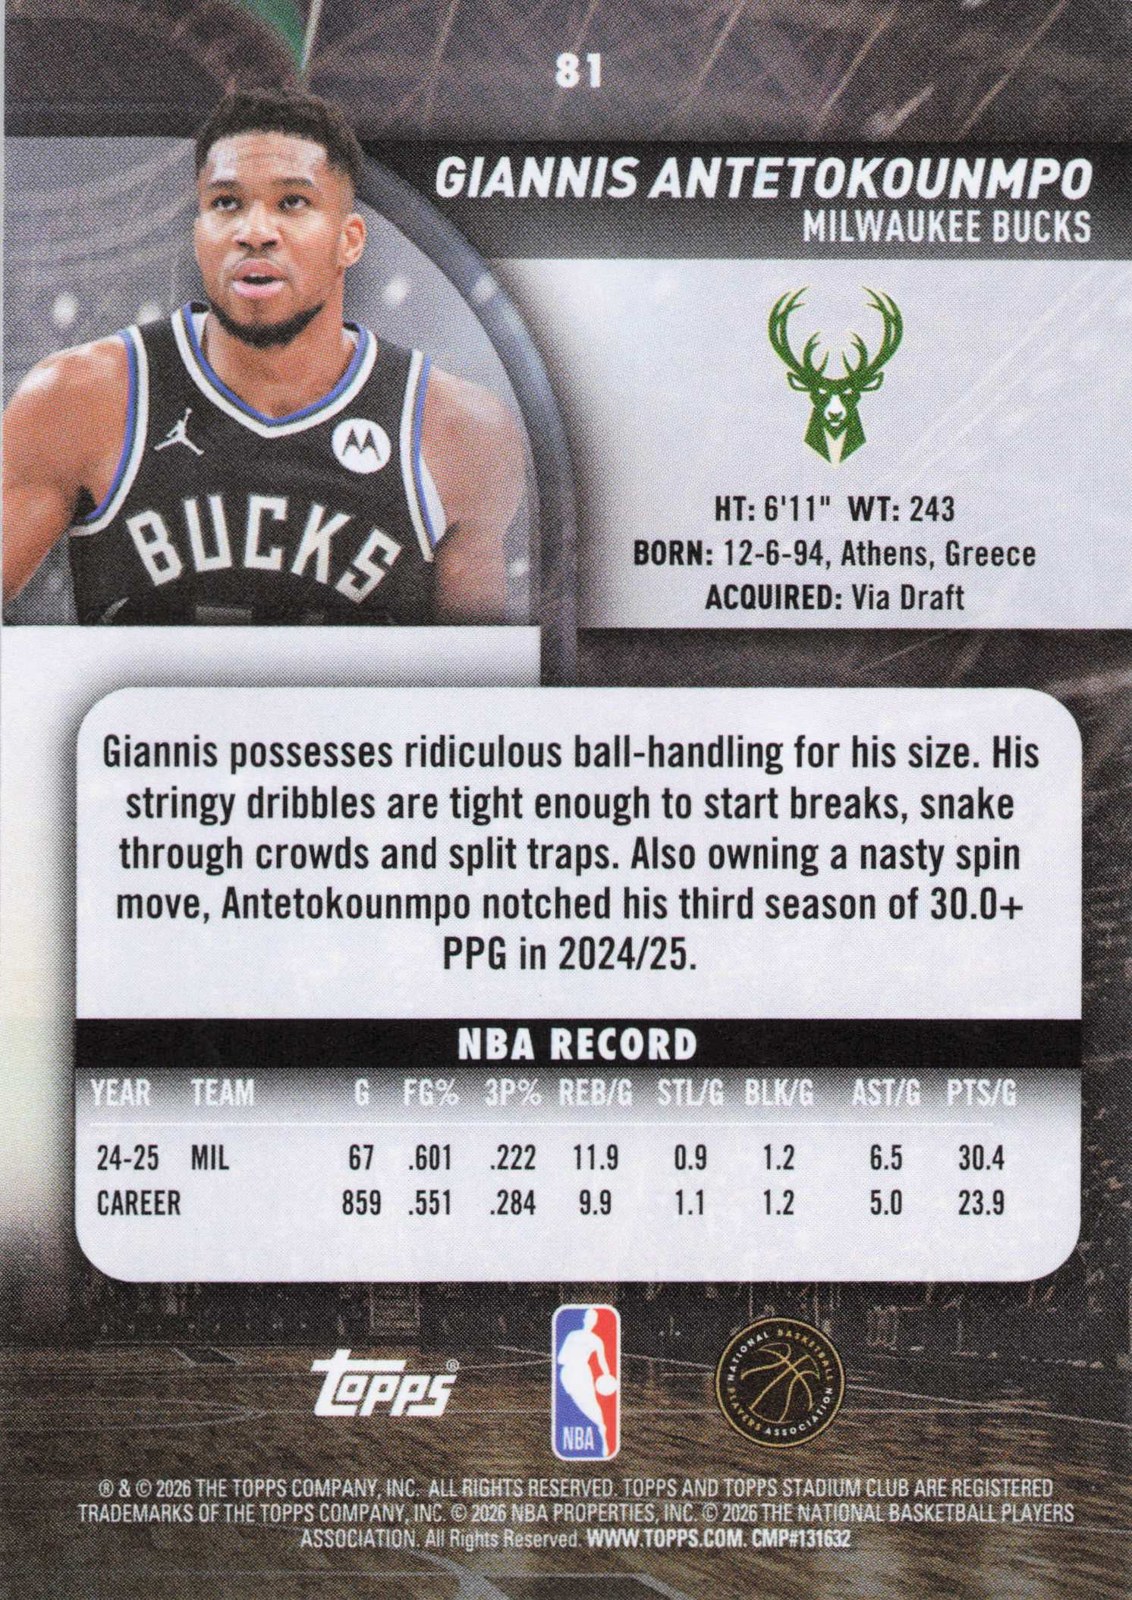 81
GIANNIS ANTETOKOUNMPO
MILWAUKEE BUCKS
BUCKS
HT: 6'11" WT: 243
BORN: 12-6-94, Athens, Greece
ACQUIRED: Via Draft
Giannis possesses ridiculous ball-handling for his size. His
stringy dribbles are tight enough to start breaks, snake
through crowds and split traps. Also owning a nasty spin
move, Antetokounmpo notched his third season of 30.0+
PPG in 2024/25.
NBA RECORD
YEAR TEAM G FG% 3P% REB/G STL/G BLK/G AST/G PTS/G
24-25 MIL 67 .601 .222 11.9 0.9 1.2 6.5 30.4
CAREER 859 .551 .284 9.9 1.1 1.2 5.0 23.9
topps®
NBA
NATIONAL BASKETBALL PLAYERS ASSOCIATION
® & © 2026 THE TOPPS COMPANY, INC. ALL RIGHTS RESERVED. TOPPS AND TOPPS STADIUM CLUB ARE REGISTERED
TRADEMARKS OF THE TOPPS COMPANY, INC. © 2026 NBA PROPERTIES, INC. © 2026 THE NATIONAL BASKETBALL PLAYERS
ASSOCIATION. All Rights Reserved. WWW.TOPPS.COM. CMP#131632